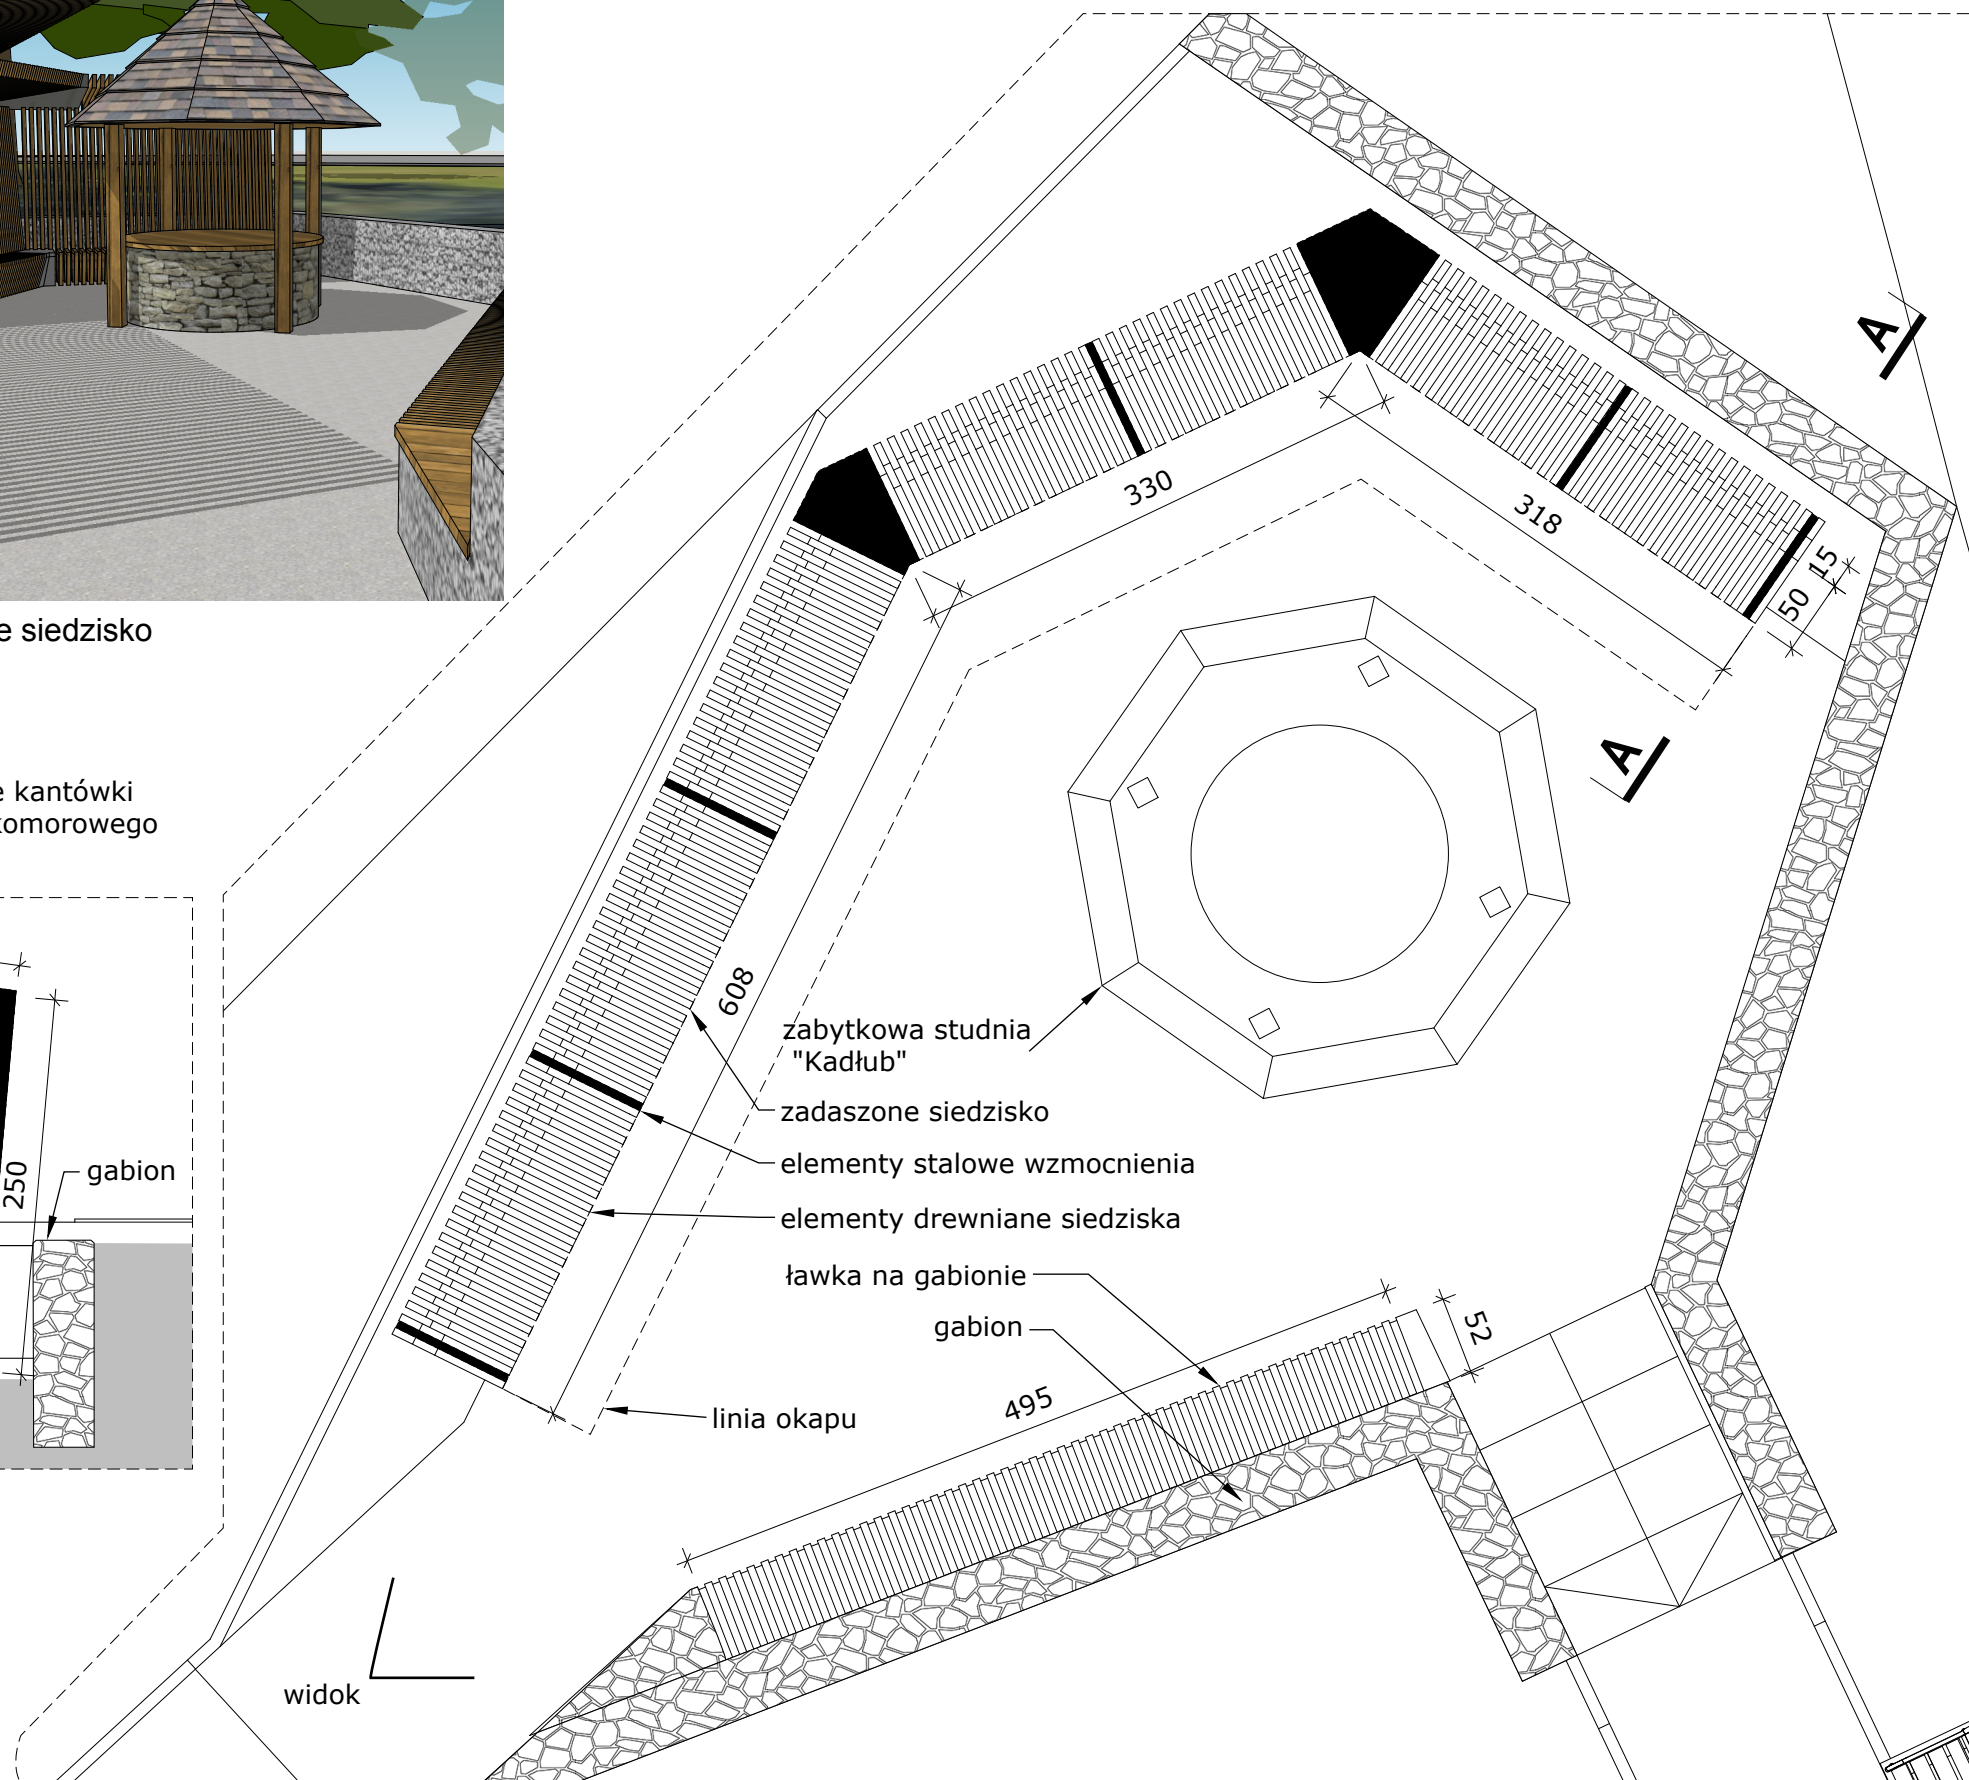 e siedzisko
e kantówki
komorowego
250
gabion
A
330
318
15
50
A
608
zabytkowa studnia
"Kadłub"
zadaszone siedzisko
elementy stalowe wzmocnienia
elementy drewniane siedziska
ławka na gabionie
gabion
52
495
linia okapu
widok